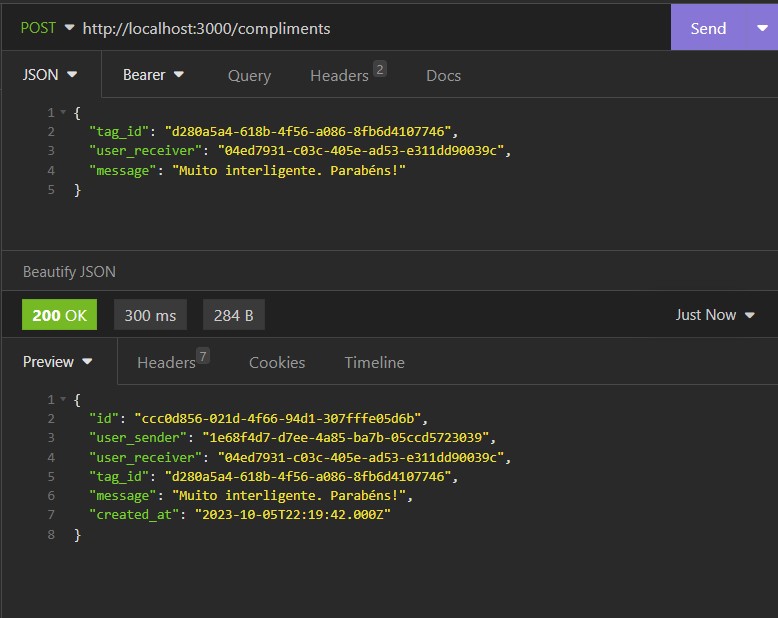 POST http://localhost:3000/compliments Send
JSON Bearer Query Headers 2 Docs
1 {
2 "tag_id": "d280a5a4-618b-4f56-a086-8fb6d4107746",
3 "user_receiver": "04ed7931-c03c-405e-ad53-e311dd90039c",
4 "message": "Muito interligente. Parabéns!"
5 }
Beautify JSON
200 OK 300 ms 284 B Just Now
Preview Headers 7 Cookies Timeline
1 {
2 "id": "ccc0d856-021d-4f66-94d1-307fffe05d6b",
3 "user_sender": "1e68f4d7-d7ee-4a85-ba7b-05ccd5723039",
4 "user_receiver": "04ed7931-c03c-405e-ad53-e311dd90039c",
5 "tag_id": "d280a5a4-618b-4f56-a086-8fb6d4107746",
6 "message": "Muito interligente. Parabéns!",
7 "created_at": "2023-10-05T22:19:42.000Z"
8 }